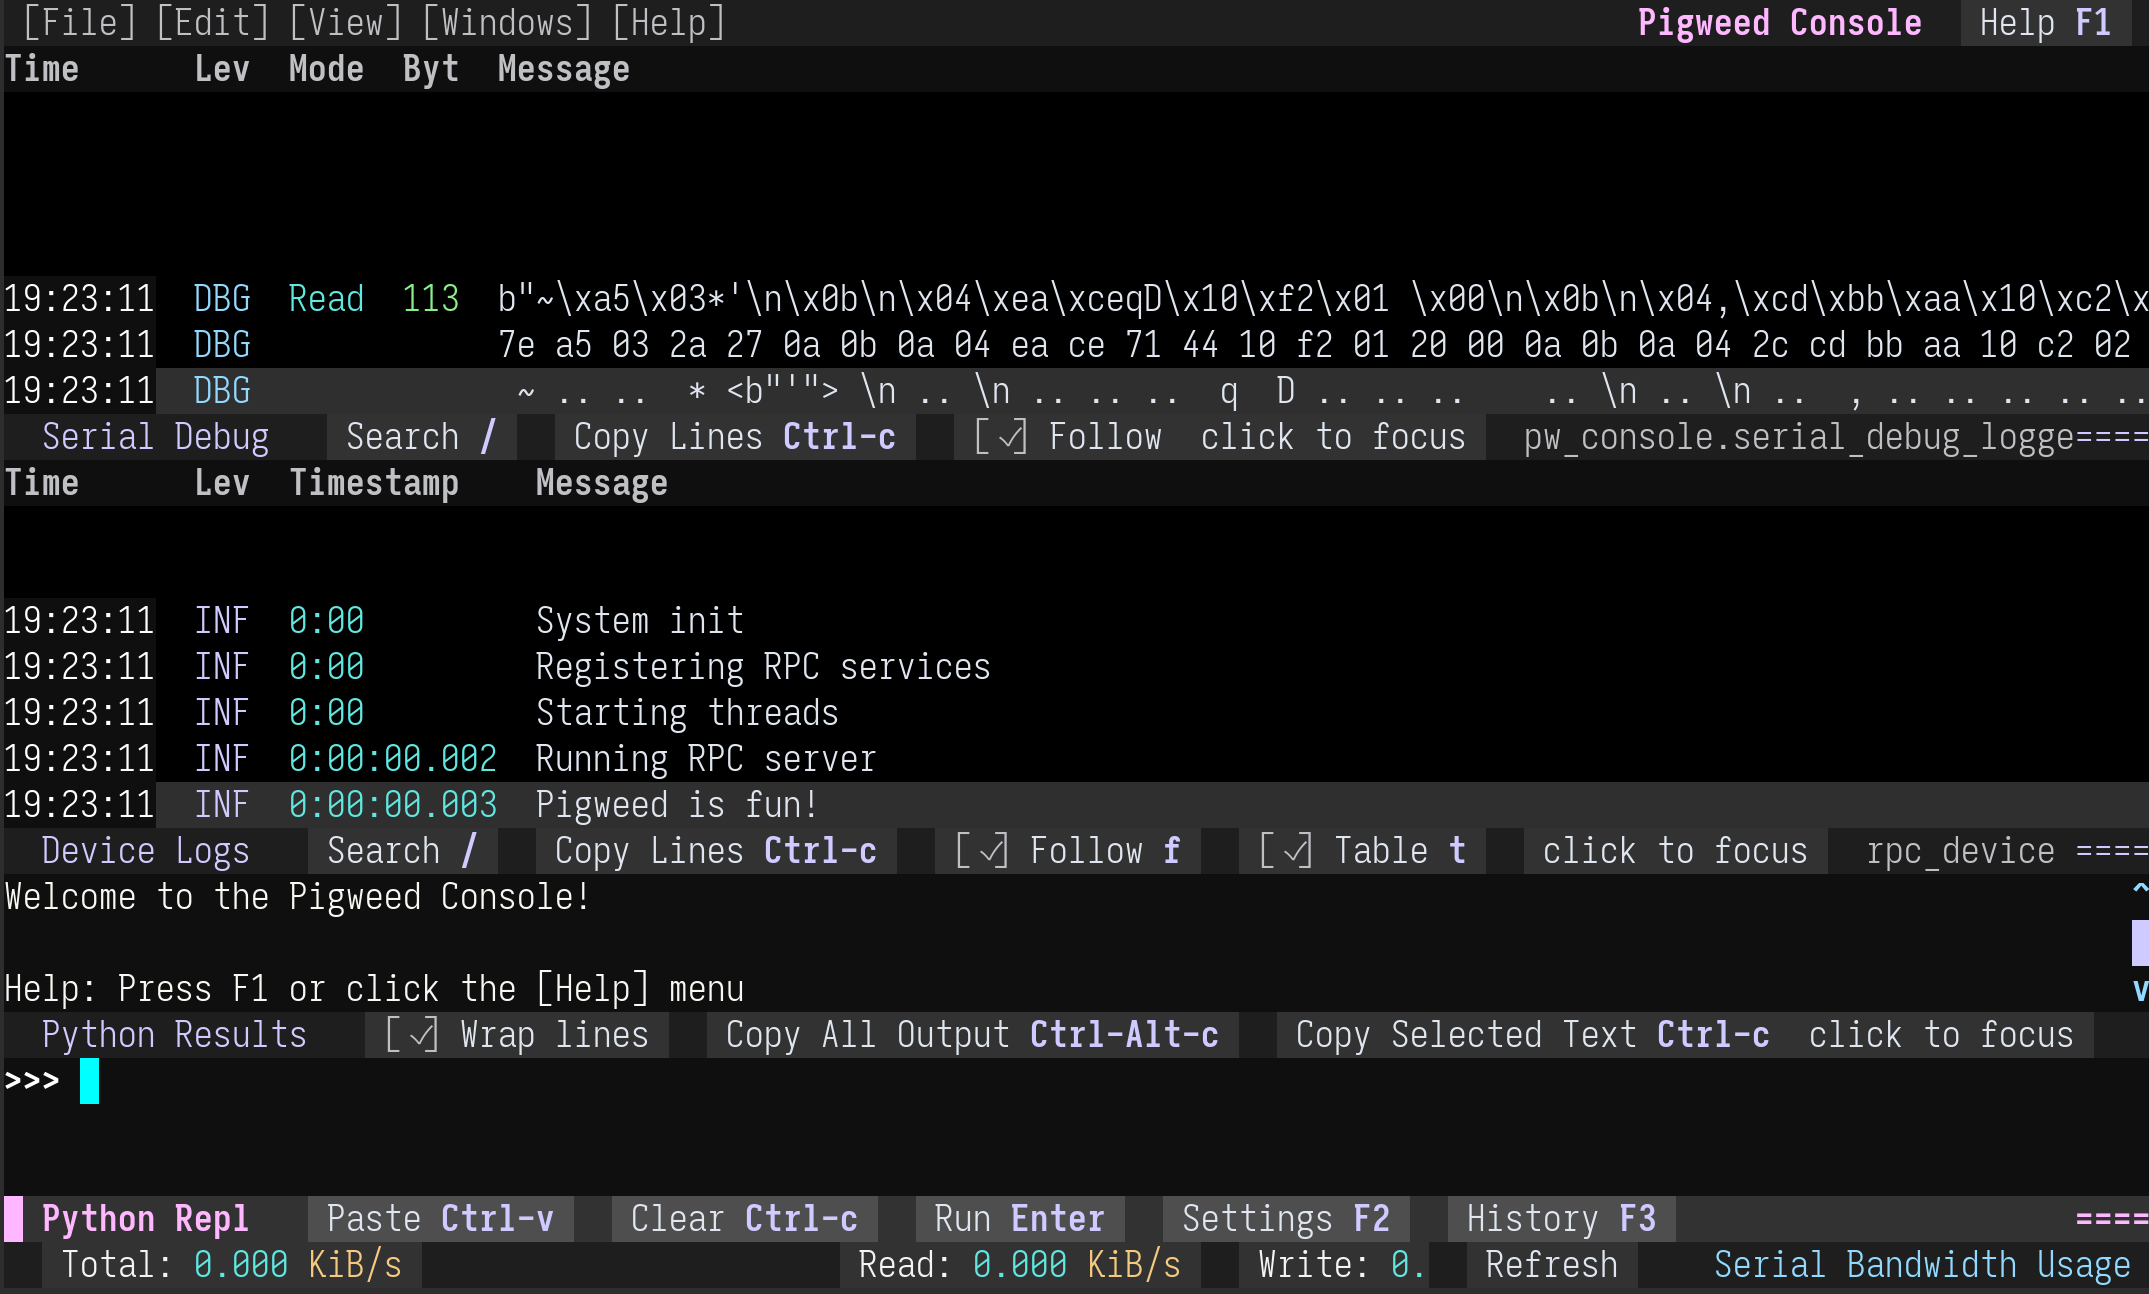 [File] [Edit] [View] [Windows] [Help] Pigweed Console Help F1
Time Lev Mode Byt Message
19:23:11 DBG Read 113 b"~\xa5\x03*'\n\x0b\n\x04\xea\xceqD\x10\xf2\x01 \x00\n\x0b\n\x04,\xcd\xbb\xaa\x10\xc2\x
19:23:11 DBG 7e a5 03 2a 27 0a 0b 0a 04 ea ce 71 44 10 f2 01 20 00 0a 0b 0a 04 2c cd bb aa 10 c2 02
19:23:11 DBG ~ .. .. * <b"'"> \n .. \n .. .. .. q D .. .. .. .. \n .. \n .. , .. .. .. .. ..
Serial Debug Search / Copy Lines Ctrl-c [✓] Follow click to focus pw_console.serial_debug_logge====
Time Lev Timestamp Message
19:23:11 INF 0:00 System init
19:23:11 INF 0:00 Registering RPC services
19:23:11 INF 0:00 Starting threads
19:23:11 INF 0:00:00.002 Running RPC server
19:23:11 INF 0:00:00.003 Pigweed is fun!
Device Logs Search / Copy Lines Ctrl-c [✓] Follow f [✓] Table t click to focus rpc_device ====
Welcome to the Pigweed Console! ^
Help: Press F1 or click the [Help] menu v
Python Results [✓] Wrap lines Copy All Output Ctrl-Alt-c Copy Selected Text Ctrl-c click to focus
>>>
Python Repl Paste Ctrl-v Clear Ctrl-c Run Enter Settings F2 History F3 ====
Total: 0.000 KiB/s Read: 0.000 KiB/s Write: 0. Refresh Serial Bandwidth Usage